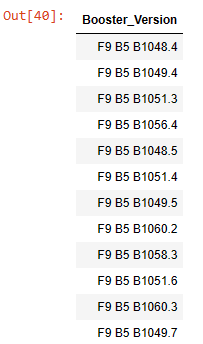 Out[40]:
Booster_Version
F9 B5 B1048.4
F9 B5 B1049.4
F9 B5 B1051.3
F9 B5 B1056.4
F9 B5 B1048.5
F9 B5 B1051.4
F9 B5 B1049.5
F9 B5 B1060.2
F9 B5 B1058.3
F9 B5 B1051.6
F9 B5 B1060.3
F9 B5 B1049.7